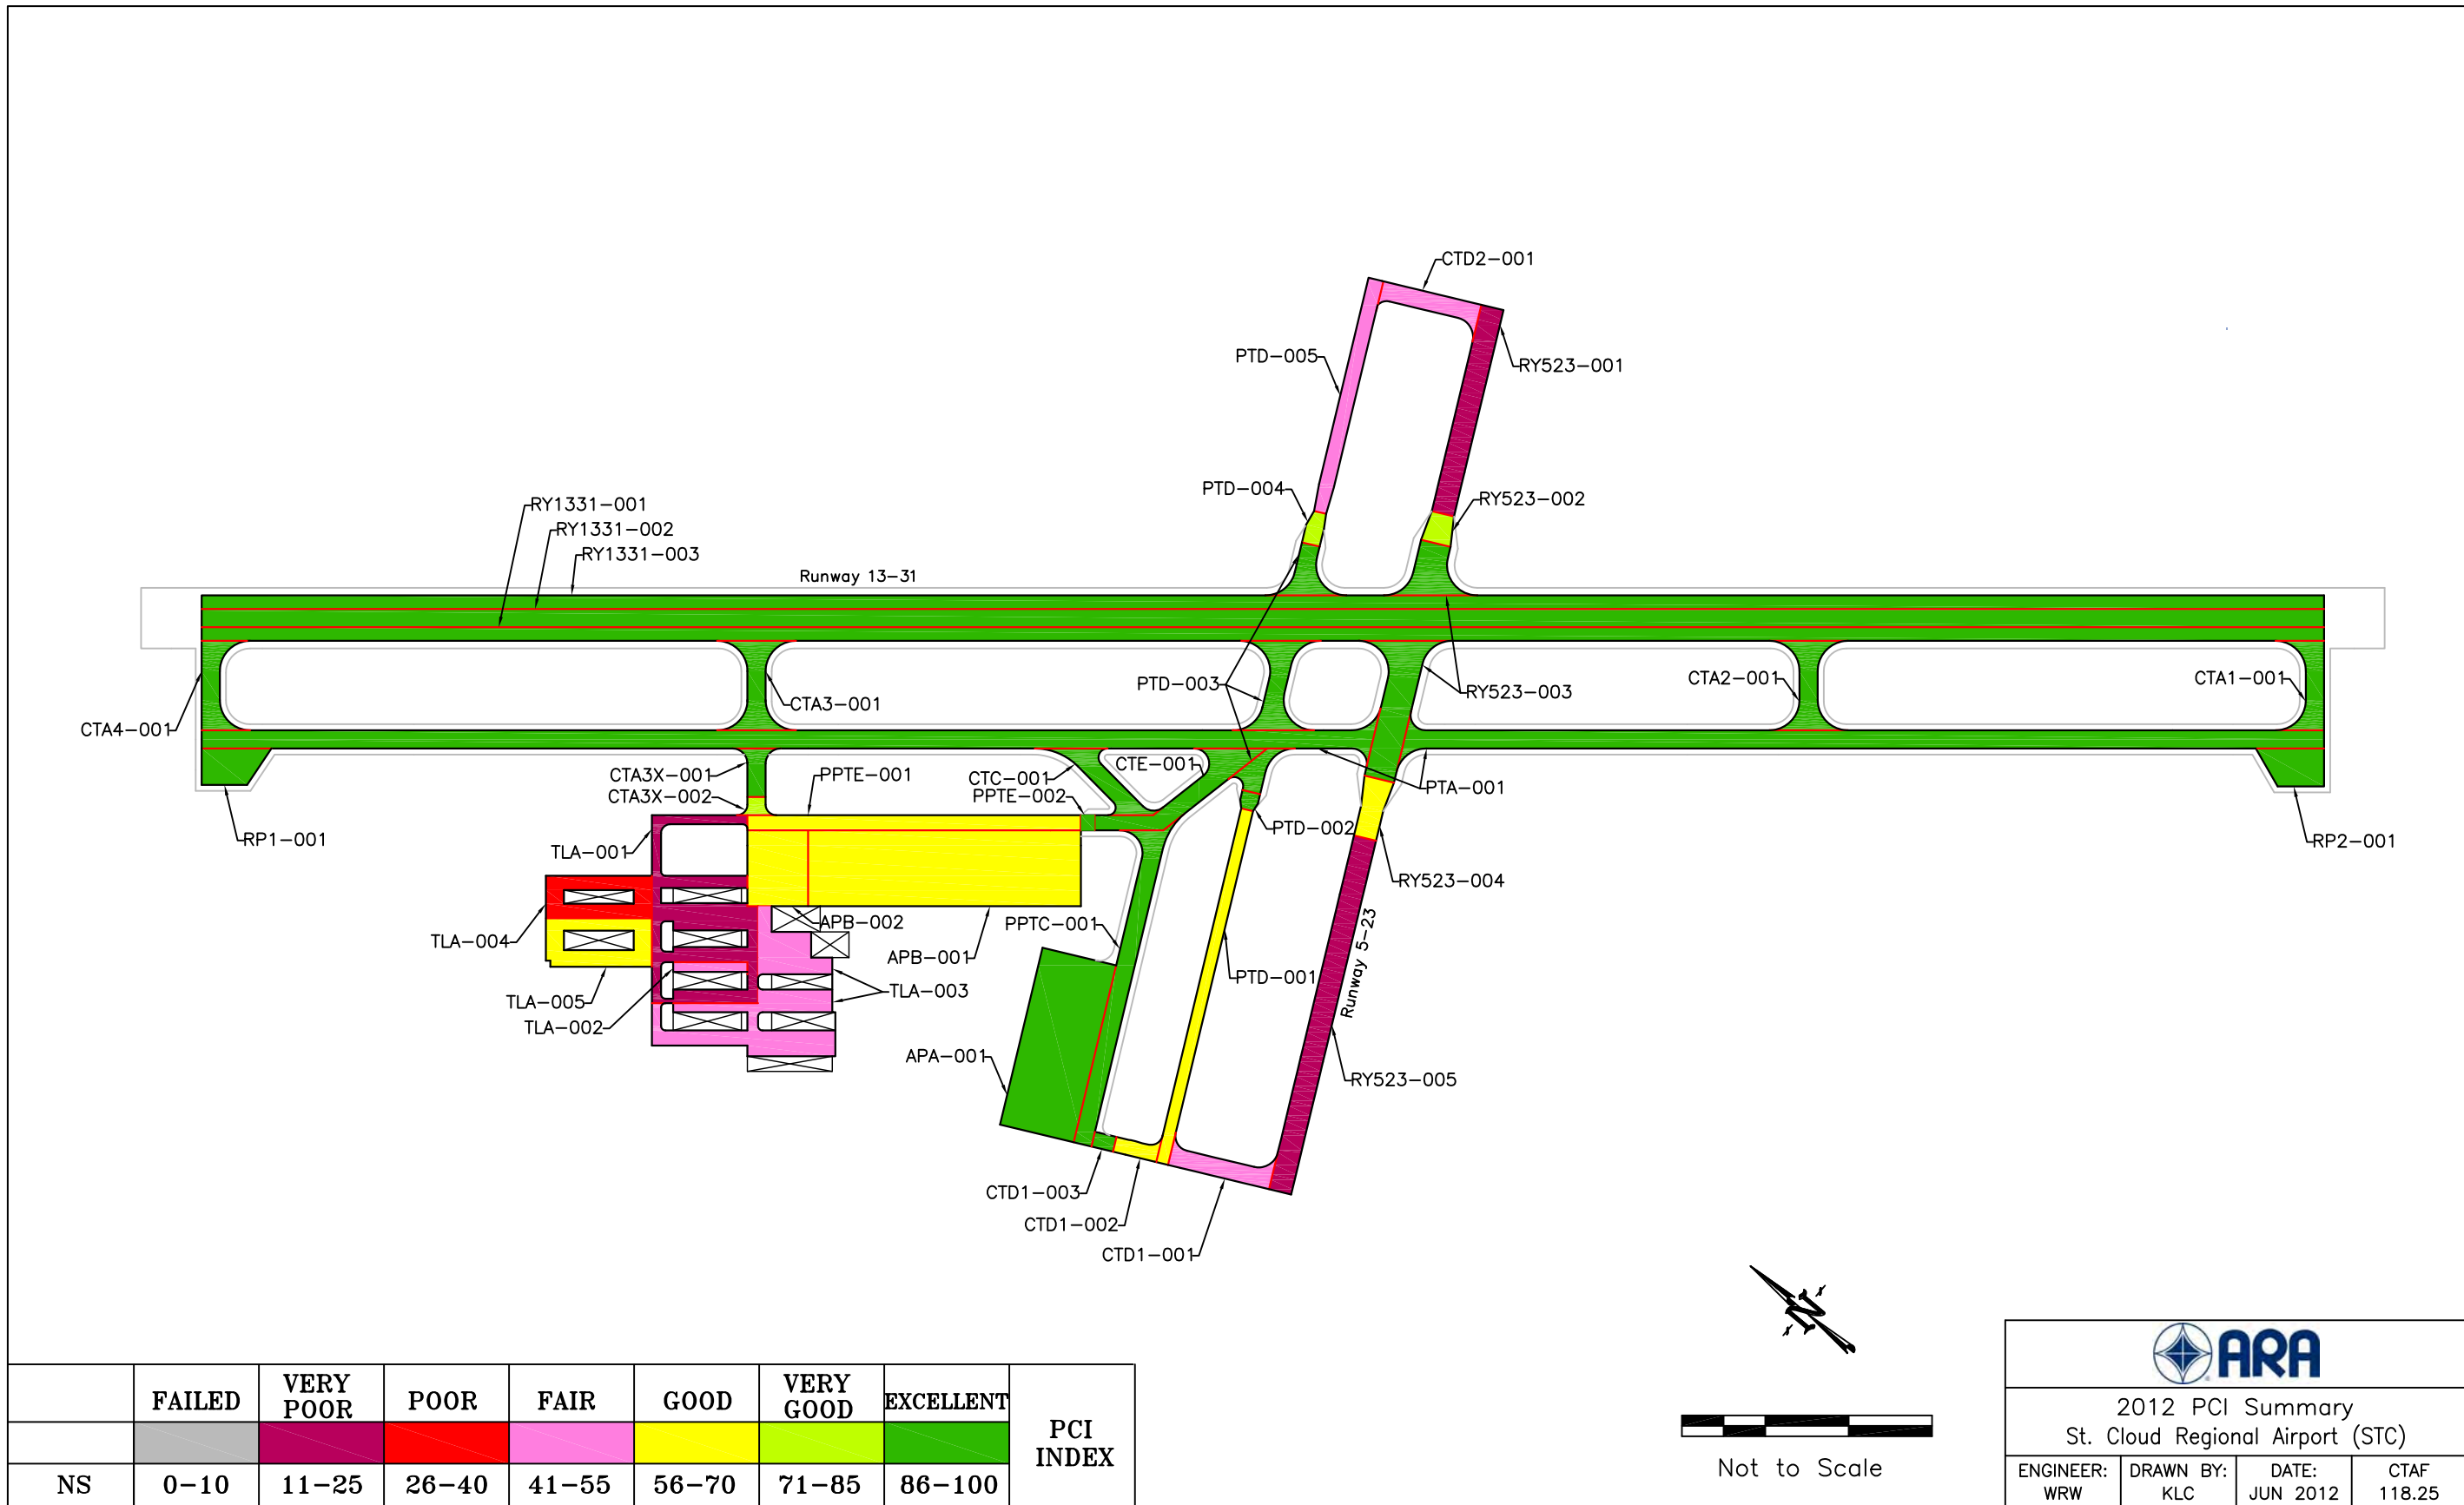 CTD2-001
PTD-005
RY523-001
PTD-004
RY523-002
RY1331-001
RY1331-002
RY1331-003
Runway 13-31
PTD-003
RY523-003
CTA2-001
CTA1-001
CTA3-001
CTA4-001
CTA3X-001
CTA3X-002
PPTE-001
CTC-001
CTE-001
PPTE-002
PTA-001
PTD-002
RP1-001
TLA-001
RP2-001
RY523-004
TLA-004
APB-002
PPTC-001
APB-001
Runway 5-23
PTD-001
TLA-005
TLA-003
TLA-002
APA-001
RY523-005
CTD1-003
CTD1-002
CTD1-001
N
Not to Scale
FAILED VERY POOR POOR FAIR GOOD VERY GOOD EXCELLENT PCI INDEX
NS 0-10 11-25 26-40 41-55 56-70 71-85 86-100
ARA
2012 PCI Summary
St. Cloud Regional Airport (STC)
ENGINEER: DRAWN BY: DATE: CTAF
WRW KLC JUN 2012 118.25